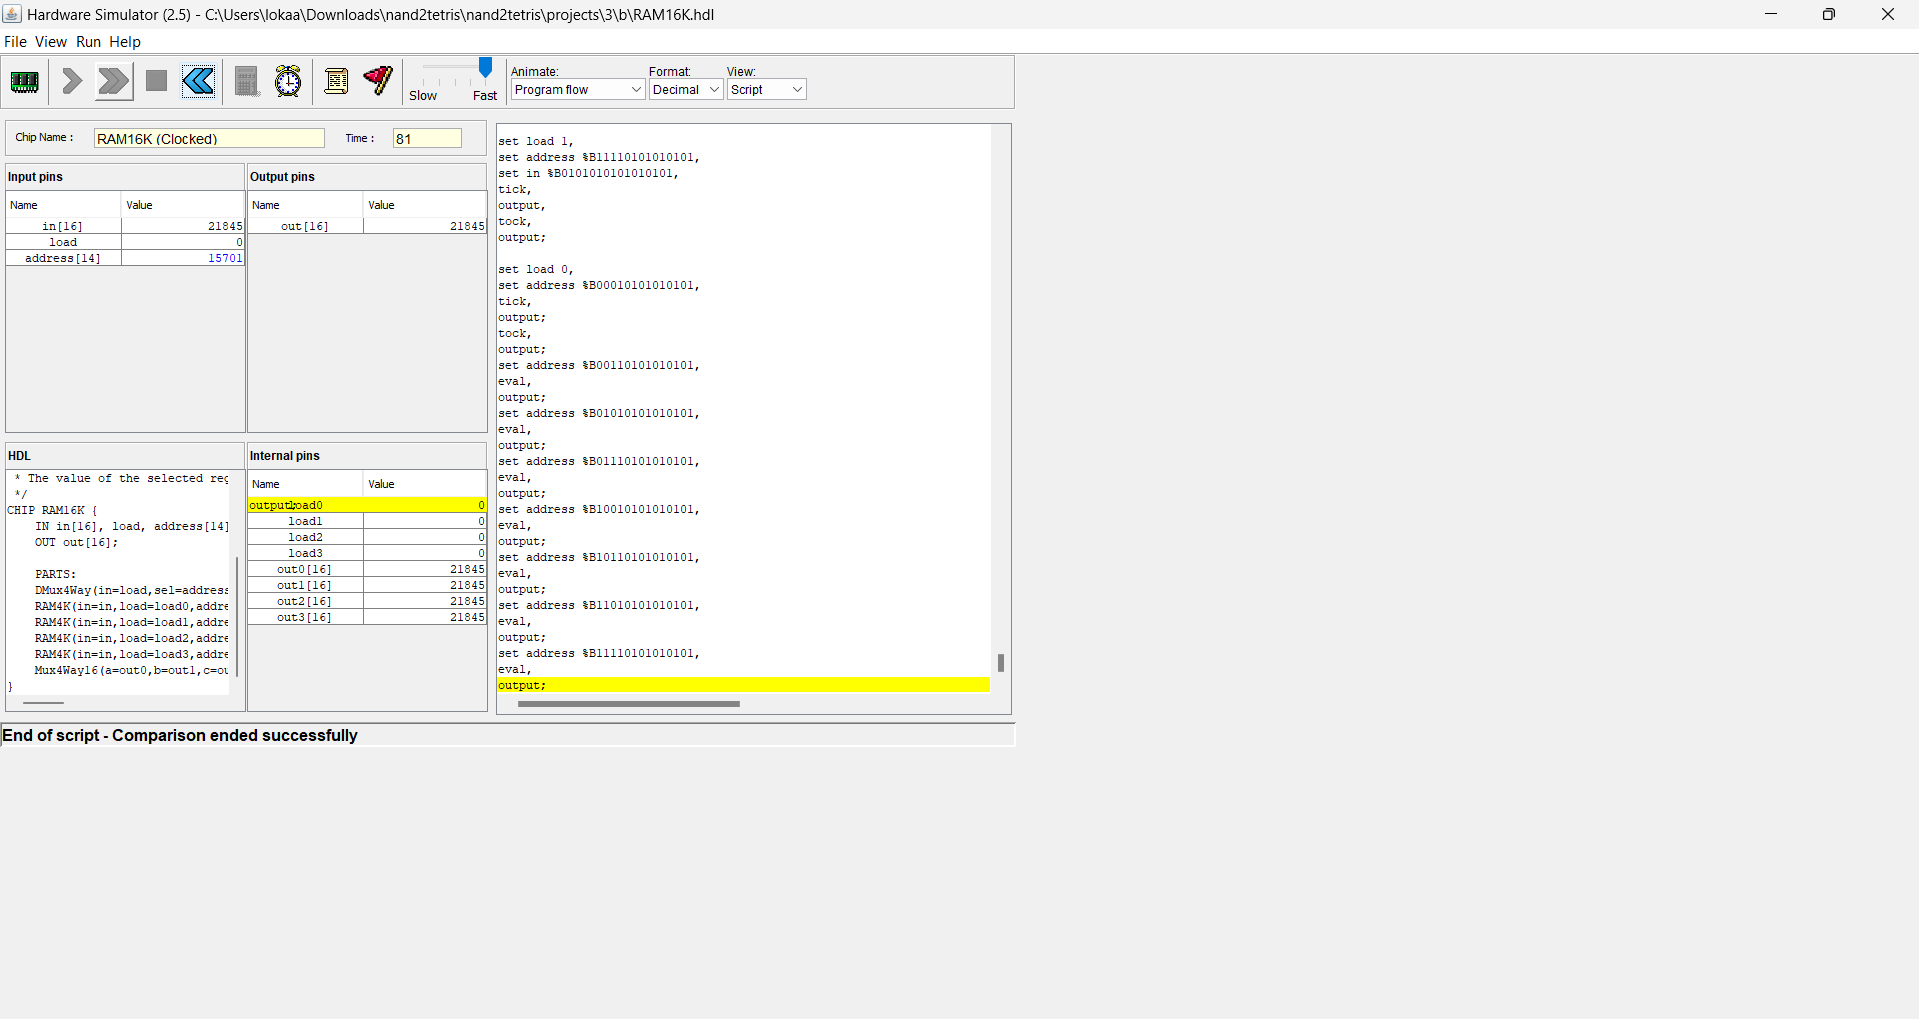 Hardware Simulator (2.5) - C:\Users\lokaa\Downloads\nand2tetris\nand2tetris\projects\3\b\RAM16K.hdl
File View Run Help
Slow Fast
Animate: Format: View:
Program flow Decimal Script
Chip Name : RAM16K (Clocked) Time : 81
Input pins
Name Value
in[16] 21845
load 0
address[14] 15701
Output pins
Name Value
out[16] 21845
HDL
* The value of the selected reg
*/
CHIP RAM16K {
IN in[16], load, address[14]
OUT out[16];
PARTS:
DMux4Way(in=load,sel=address
RAM4K(in=in,load=load0,addre
RAM4K(in=in,load=load1,addre
RAM4K(in=in,load=load2,addre
RAM4K(in=in,load=load3,addre
Mux4Way16(a=out0,b=out1,c=ou
}
Internal pins
Name Value
load0 0
load1 0
load2 0
load3 0
out0[16] 21845
out1[16] 21845
out2[16] 21845
out3[16] 21845
set load 1,
set address %B11110101010101,
set in %B0101010101010101,
tick,
output,
tock,
output;
set load 0,
set address %B00010101010101,
tick,
output;
tock,
output;
set address %B00110101010101,
eval,
output;
set address %B01010101010101,
eval,
output;
set address %B01110101010101,
eval,
output;
set address %B10010101010101,
eval,
output;
set address %B10110101010101,
eval,
output;
set address %B11010101010101,
eval,
output;
set address %B11110101010101,
eval,
output;
End of script - Comparison ended successfully